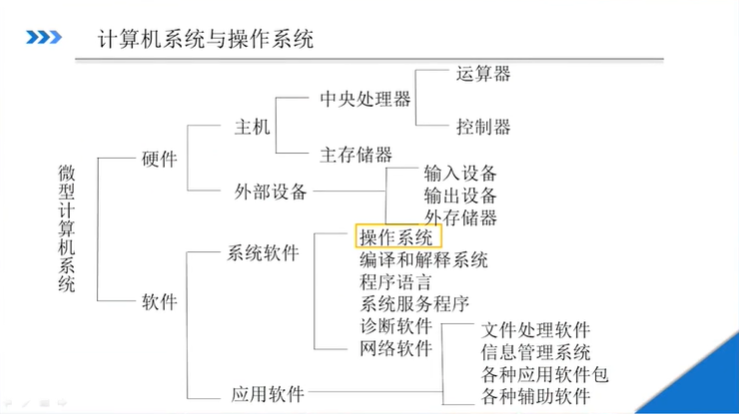 计算机系统与操作系统
微型计算机系统
硬件
主机
中央处理器
运算器
控制器
主存储器
外部设备
输入设备
输出设备
外存储器
软件
系统软件
操作系统
编译和解释系统
程序语言
系统服务程序
诊断软件
网络软件
应用软件
文件处理软件
信息管理系统
各种应用软件包
各种辅助软件